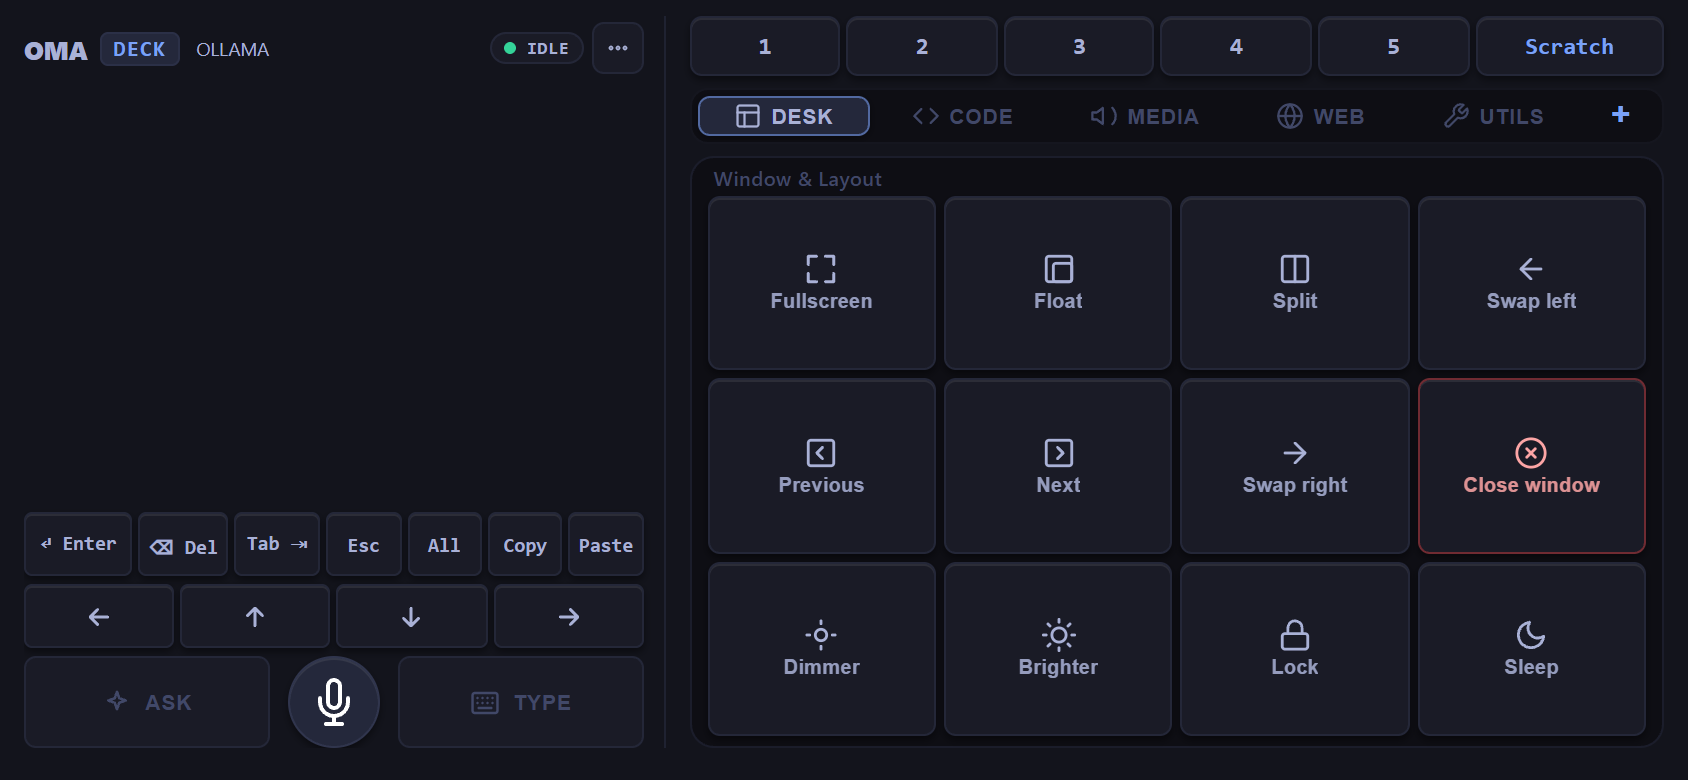 OMA DECK OLLAMA IDLE
↵ Enter ⌫ Del Tab ⇥ Esc All Copy Paste
← ↑ ↓ →
ASK TYPE
1 2 3 4 5 Scratch
DESK CODE MEDIA WEB UTILS +
Window & Layout
Fullscreen Float Split Swap left
Previous Next Swap right Close window
Dimmer Brighter Lock Sleep